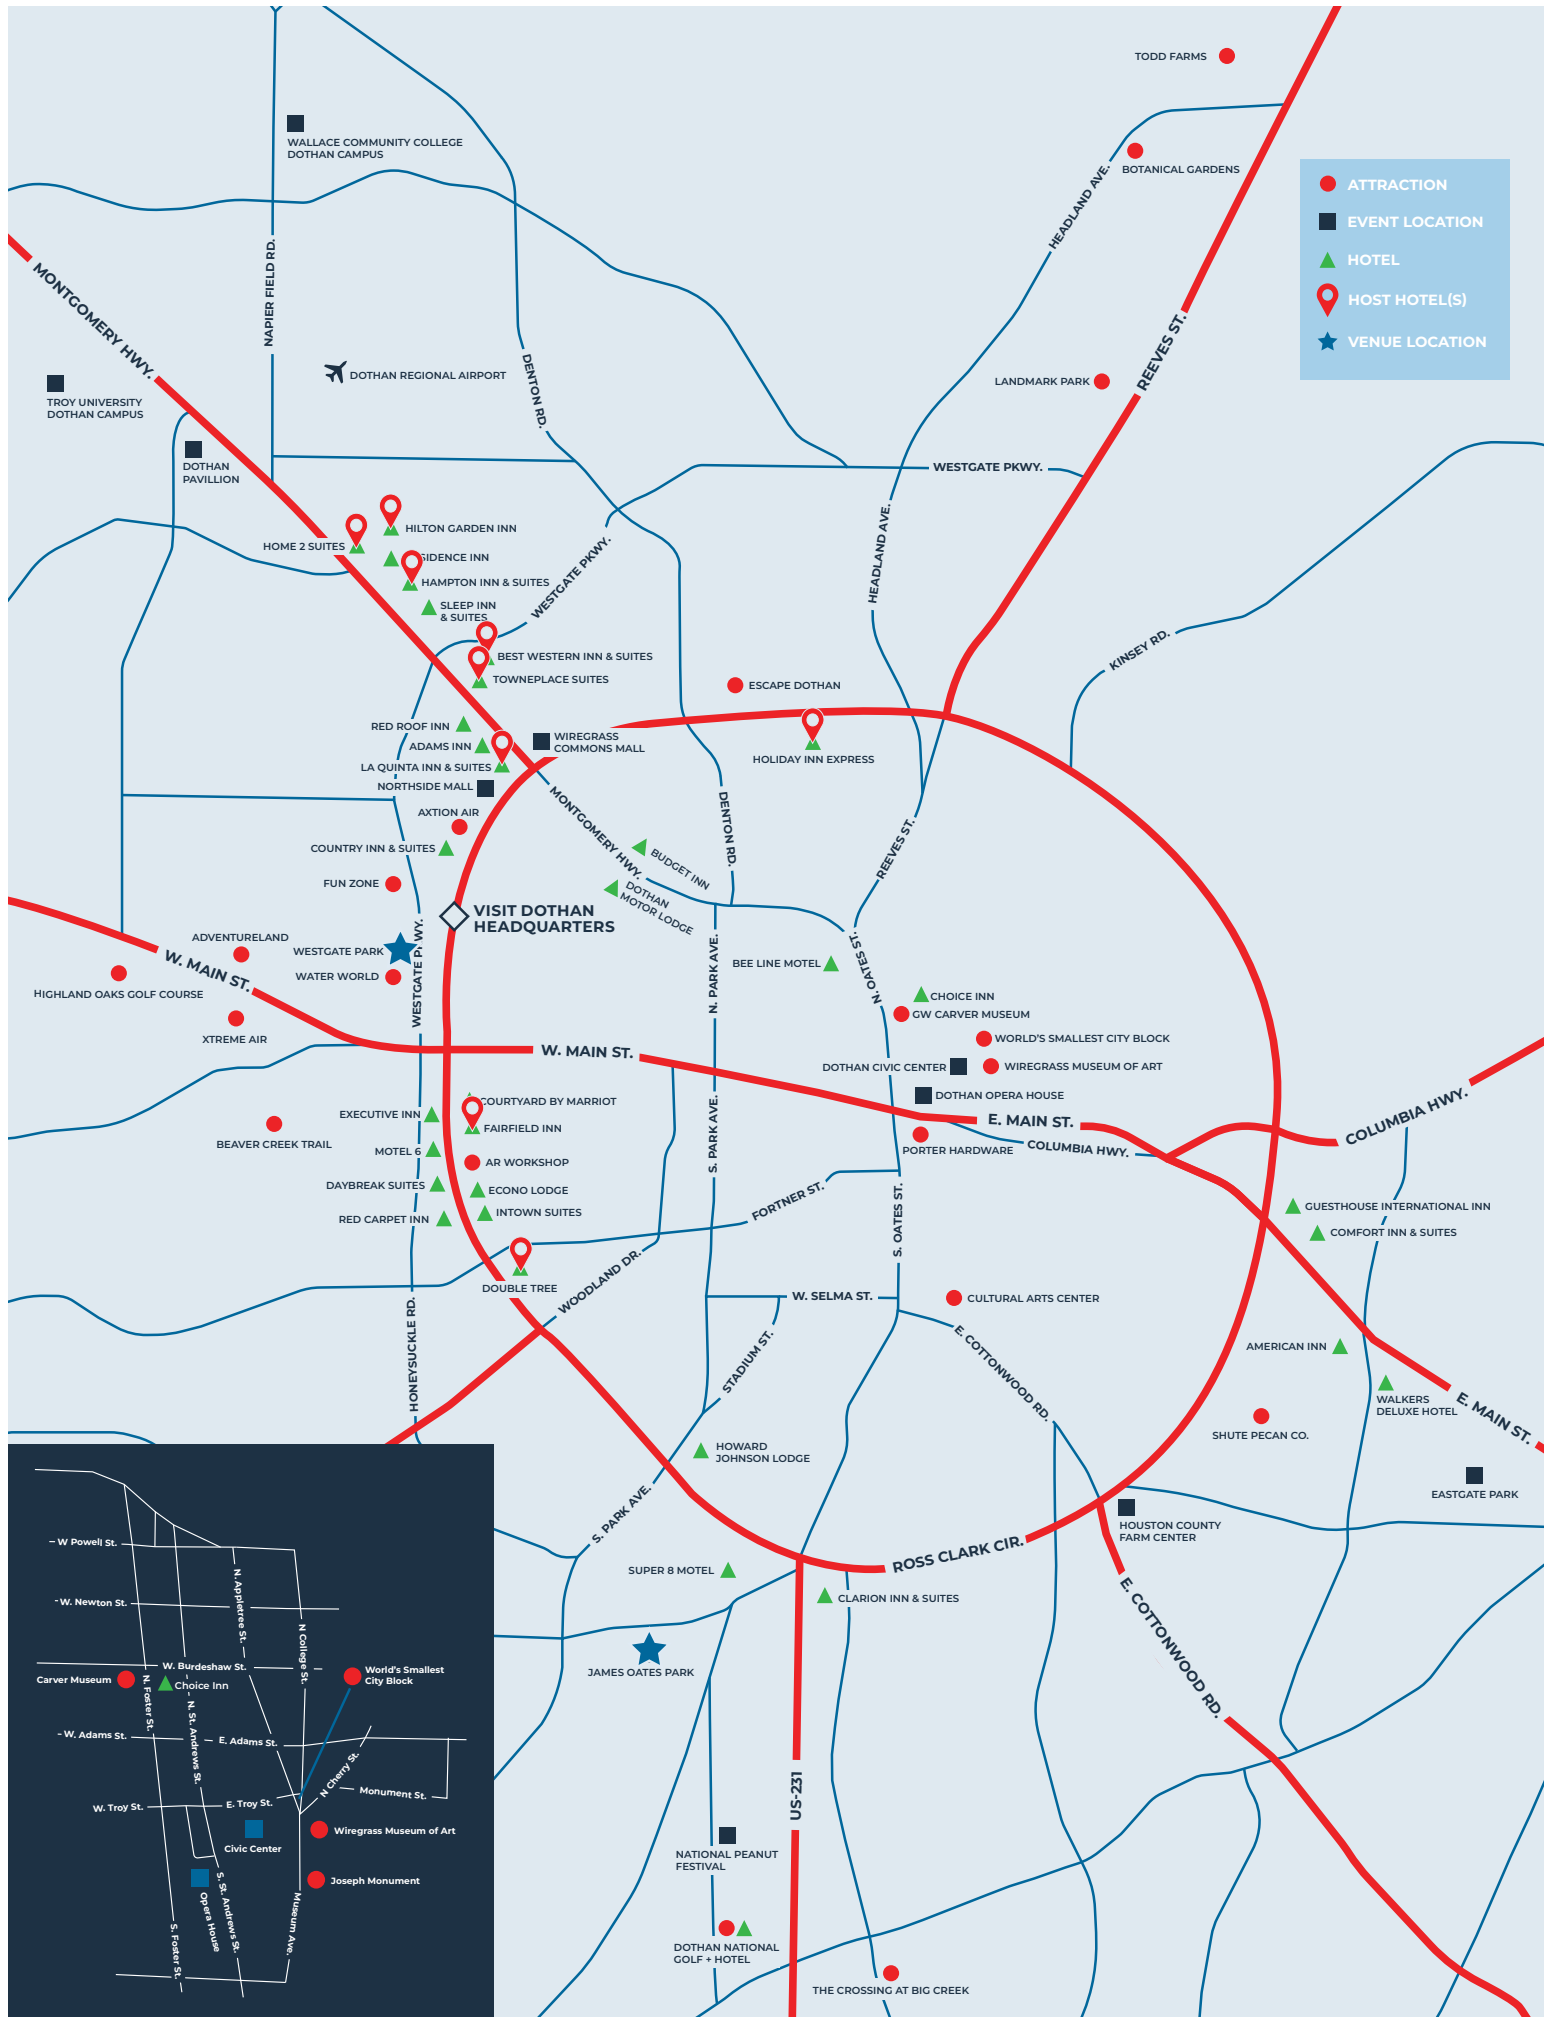 TODD FARMS
WALLACE COMMUNITY COLLEGE
DOTHAN CAMPUS
BOTANICAL GARDENS
HEADLAND AVE.
ATTRACTION
EVENT LOCATION
HOTEL
HOST HOTEL(S)
VENUE LOCATION
NAPIER FIELD RD.
MONTGOMERY HWY.
REEVES ST.
DENTON RD.
DOTHAN REGIONAL AIRPORT
LANDMARK PARK
TROY UNIVERSITY
DOTHAN CAMPUS
DOTHAN
PAVILLION
WESTGATE PKWY.
HILTON GARDEN INN
HOME 2 SUITES
SIDENCE INN
HAMPTON INN & SUITES
SLEEP INN
& SUITES
WESTGATE PKWY.
HEADLAND AVE.
KINSEY RD.
BEST WESTERN INN & SUITES
TOWNEPLACE SUITES
ESCAPE DOTHAN
RED ROOF INN
ADAMS INN
WIREGRASS
COMMONS MALL
LA QUINTA INN & SUITES
HOLIDAY INN EXPRESS
NORTHSIDE MALL
AXTION AIR
MONTGOMERY HWY.
DENTON RD.
REEVES ST.
COUNTRY INN & SUITES
BUDGET INN
FUN ZONE
DOTHAN
MOTOR LODGE
VISIT DOTHAN
HEADQUARTERS
ADVENTURELAND
WESTGATE PARK
WESTGATE PKWY.
W. MAIN ST.
WATER WORLD
HIGHLAND OAKS GOLF COURSE
XTREME AIR
N. PARK AVE.
BEE LINE MOTEL
N. OATES ST.
CHOICE INN
GW CARVER MUSEUM
WORLD'S SMALLEST CITY BLOCK
W. MAIN ST.
DOTHAN CIVIC CENTER
WIREGRASS MUSEUM OF ART
DOTHAN OPERA HOUSE
COURTYARD BY MARRIOT
EXECUTIVE INN
FAIRFIELD INN
BEAVER CREEK TRAIL
MOTEL 6
AR WORKSHOP
S. PARK AVE.
E. MAIN ST.
COLUMBIA HWY.
PORTER HARDWARE
COLUMBIA HWY.
DAYBREAK SUITES
ECONO LODGE
RED CARPET INN
INTOWN SUITES
FORTNER ST.
S. OATES ST.
GUESTHOUSE INTERNATIONAL INN
COMFORT INN & SUITES
DOUBLE TREE
WOODLAND DR.
HONEYSUCKLE RD.
W. SELMA ST.
CULTURAL ARTS CENTER
STADIUM ST.
E. COTTONWOOD RD.
AMERICAN INN
WALKERS
DELUXE HOTEL
E. MAIN ST.
SHUTE PECAN CO.
HOWARD
JOHNSON LODGE
EASTGATE PARK
S. PARK AVE.
HOUSTON COUNTY
FARM CENTER
ROSS CLARK CIR.
SUPER 8 MOTEL
CLARION INN & SUITES
E. COTTONWOOD RD.
JAMES OATES PARK
US-231
NATIONAL PEANUT
FESTIVAL
DOTHAN NATIONAL
GOLF + HOTEL
THE CROSSING AT BIG CREEK
W Powell St.
N. Appletree St.
W. Newton St.
N College St.
W. Burdeshaw St.
Carver Museum
Choice Inn
World's Smallest
City Block
N. Foster St.
N. St. Andrews St.
W. Adams St.
E. Adams St.
N Cherry St.
Monument St.
W. Troy St.
E. Troy St.
Civic Center
Wiregrass Museum of Art
Opera House
S. St. Andrews St.
Joseph Monument
Museum Ave.
S. Foster St.